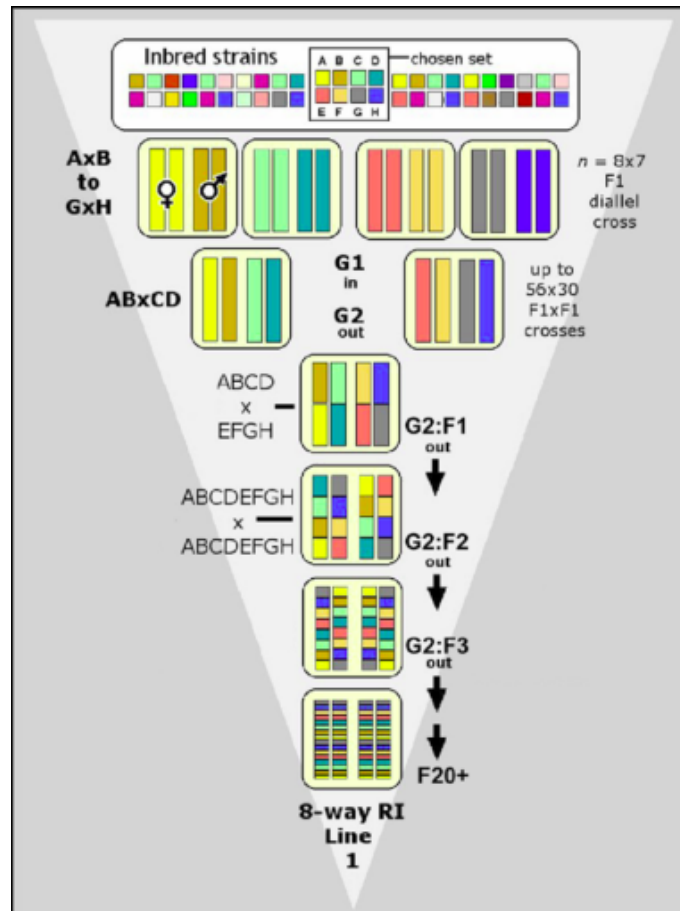 Inbred strains
A B C D
chosen set
E F G H
AxB
to
GxH
♀ ♂
n = 8x7
F1
diallel
cross
ABxCD
G1
in
G2
out
up to
56x30
F1xF1
crosses
ABCD
x
EFGH
G2:F1
out
ABCDEFGH
x
ABCDEFGH
G2:F2
out
G2:F3
out
F20+
8-way RI
Line
1